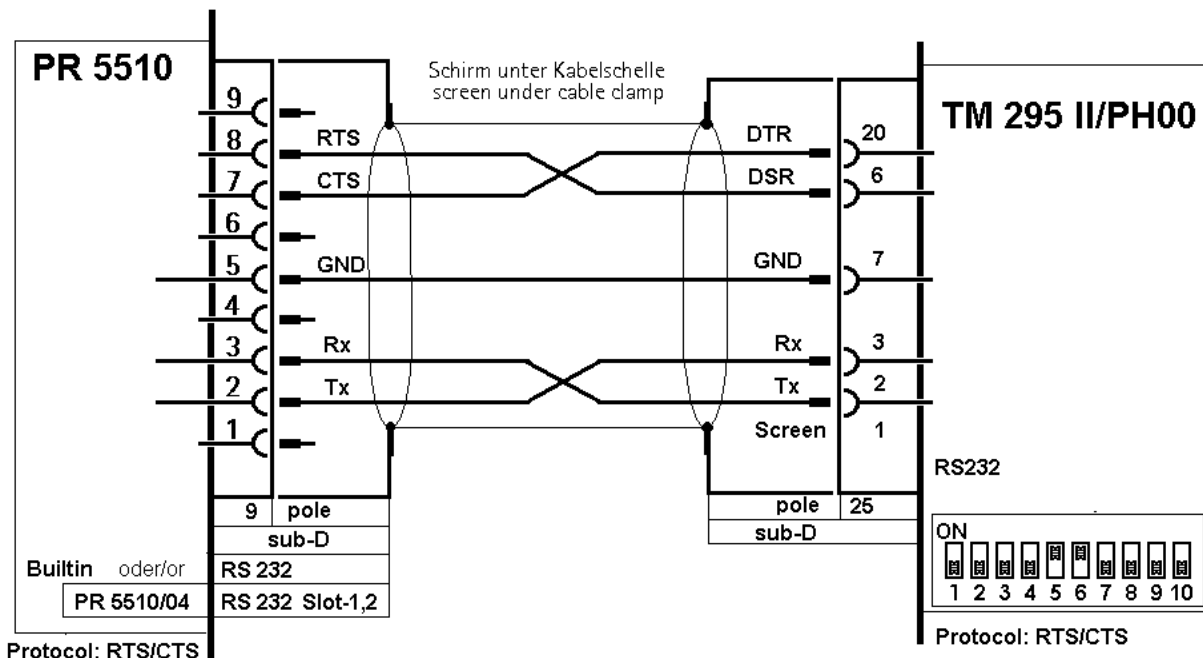 PR 5510
Schirm unter Kabelschelle
screen under cable clamp
TM 295 II/PH00
9
8 RTS
7 CTS
6
5 GND
4
3 Rx
2 Tx
1
DTR 20
DSR 6
GND 7
Rx 3
Tx 2
Screen 1
9 pole
sub-D
Builtin oder/or RS 232
PR 5510/04 RS 232 Slot-1,2
Protocol: RTS/CTS
pole 25
sub-D
RS232
ON
1 2 3 4 5 6 7 8 9 10
Protocol: RTS/CTS